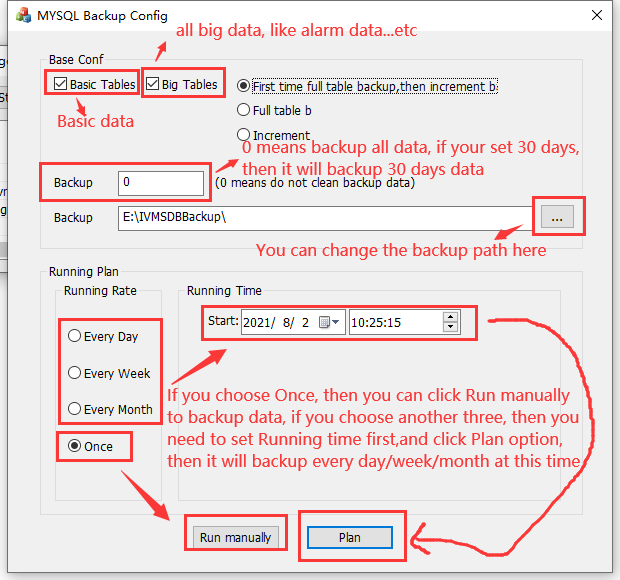 MYSQL Backup Config
all big data, like alarm data...etc
Base Conf
Basic Tables
Big Tables
First time full table backup,then increment b
Full table b
Increment
Basic data
0 means backup all data, if your set 30 days,
then it will backup 30 days data
Backup
0
(0 means do not clean backup data)
Backup
E:\IVMSDBBackup\
...
You can change the backup path here
Running Plan
Running Rate
Running Time
Start:
2021/ 8/ 2
10:25:15
Every Day
Every Week
Every Month
Once
If you choose Once, then you can click Run manually
to backup data, if you choose another three, then you
need to set Running time first,and click Plan option,
then it will backup every day/week/month at this time
Run manually
Plan